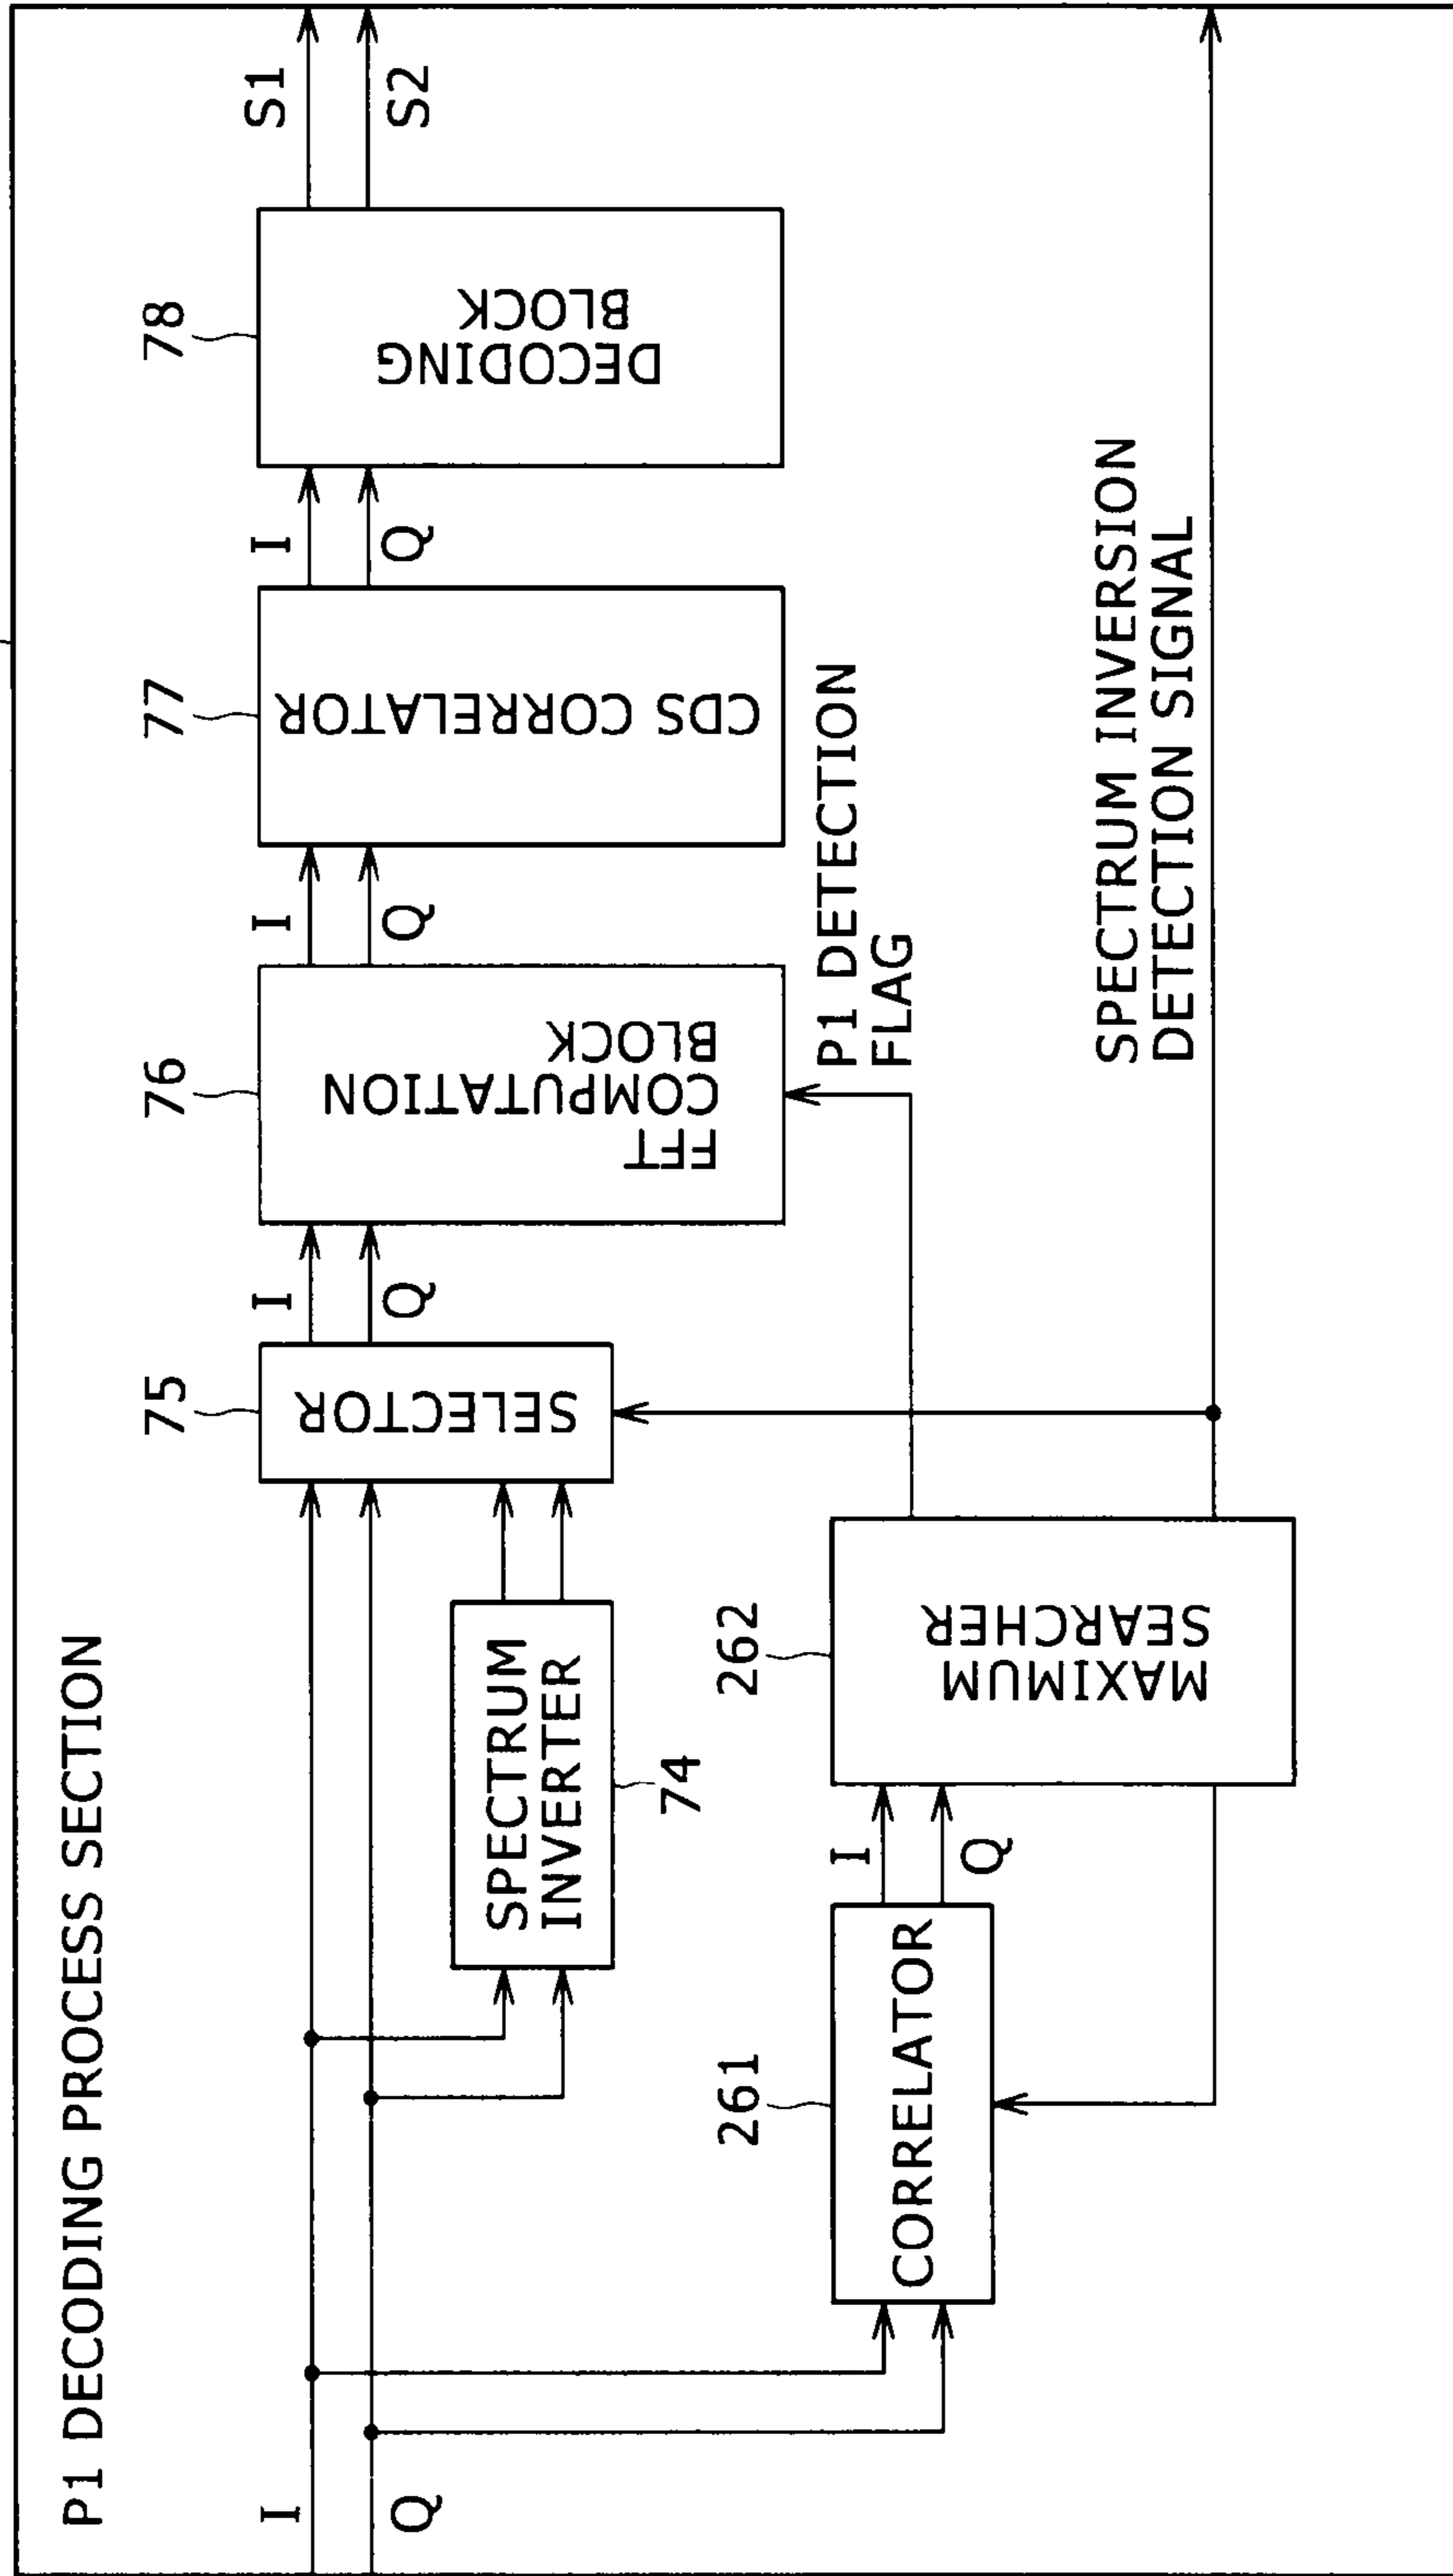 P1 DECODING PROCESS SECTION
I
Q
75
SELECTOR
I
Q
76
FFT
COMPUTATION
BLOCK
I
Q
77
CDS CORRELATOR
I
Q
78
DECODING
BLOCK
S1
S2
SPECTRUM
INVERTER
74
261
CORRELATOR
I
Q
262
MAXIMUM
SEARCHER
P1 DETECTION
FLAG
SPECTRUM INVERSION
DETECTION SIGNAL